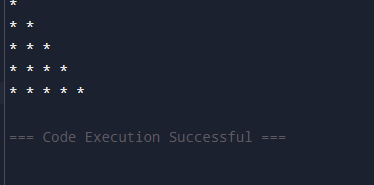 *
* *
* * *
* * * *
* * * * *
=== Code Execution Successful ===